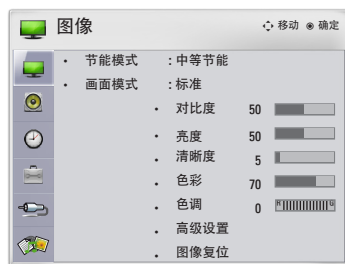 图像 移动 ◉ 确定
• 节能模式 : 中等节能
• 画面模式 : 标准
• 对比度 50
• 亮度 50
• 清晰度 5
• 色彩 70
• 色调 0 R G
• 高级设置
• 图像复位